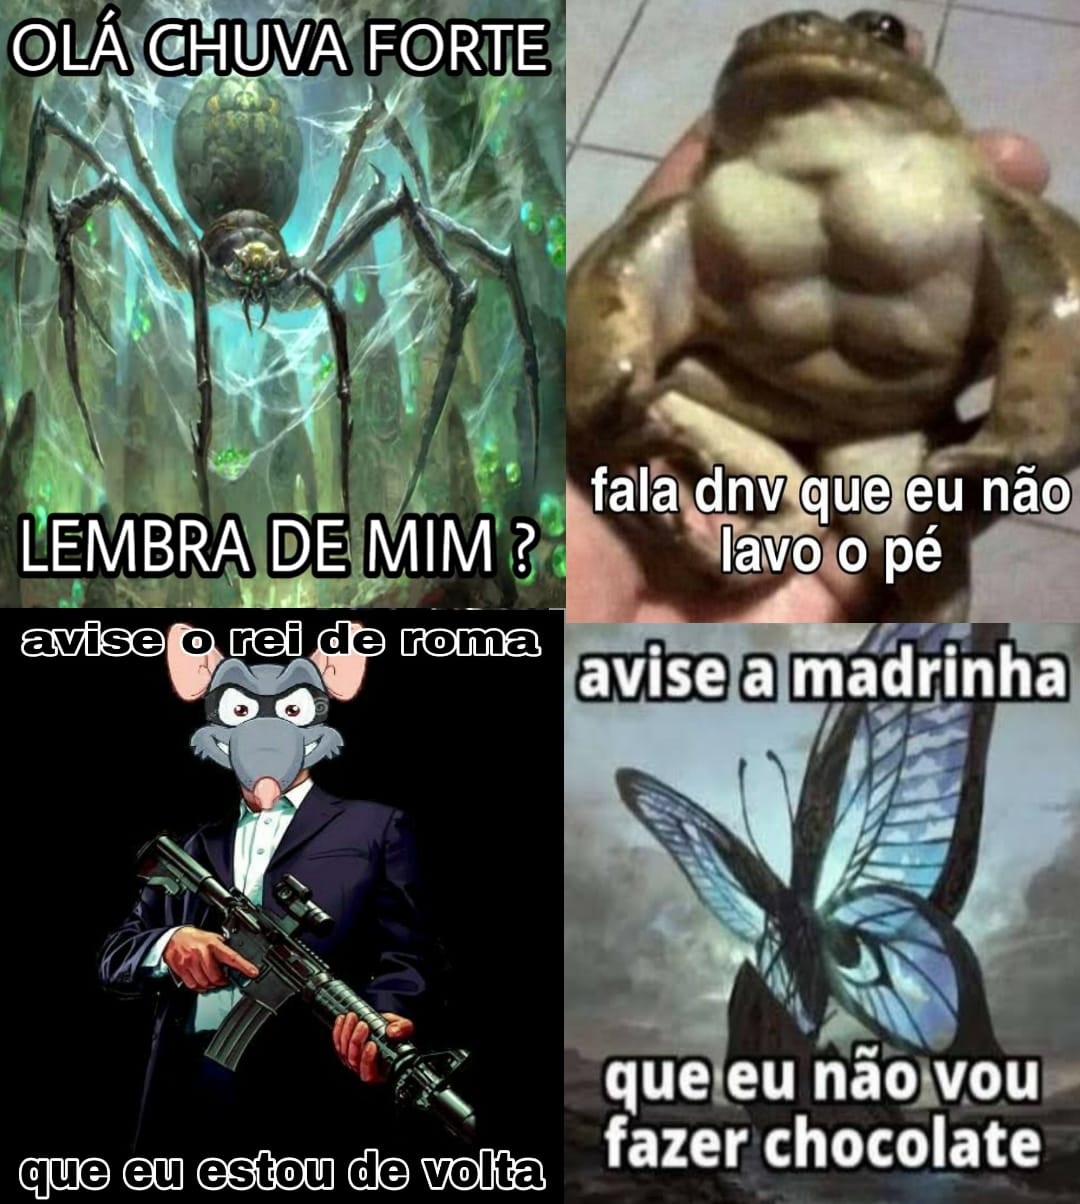 OLÁ CHUVA FORTE
LEMBRA DE MIM ?
fala dnv que eu não
lavo o pé
avise o rei de roma
que eu estou de volta
avise a madrinha
que eu não vou
fazer chocolate